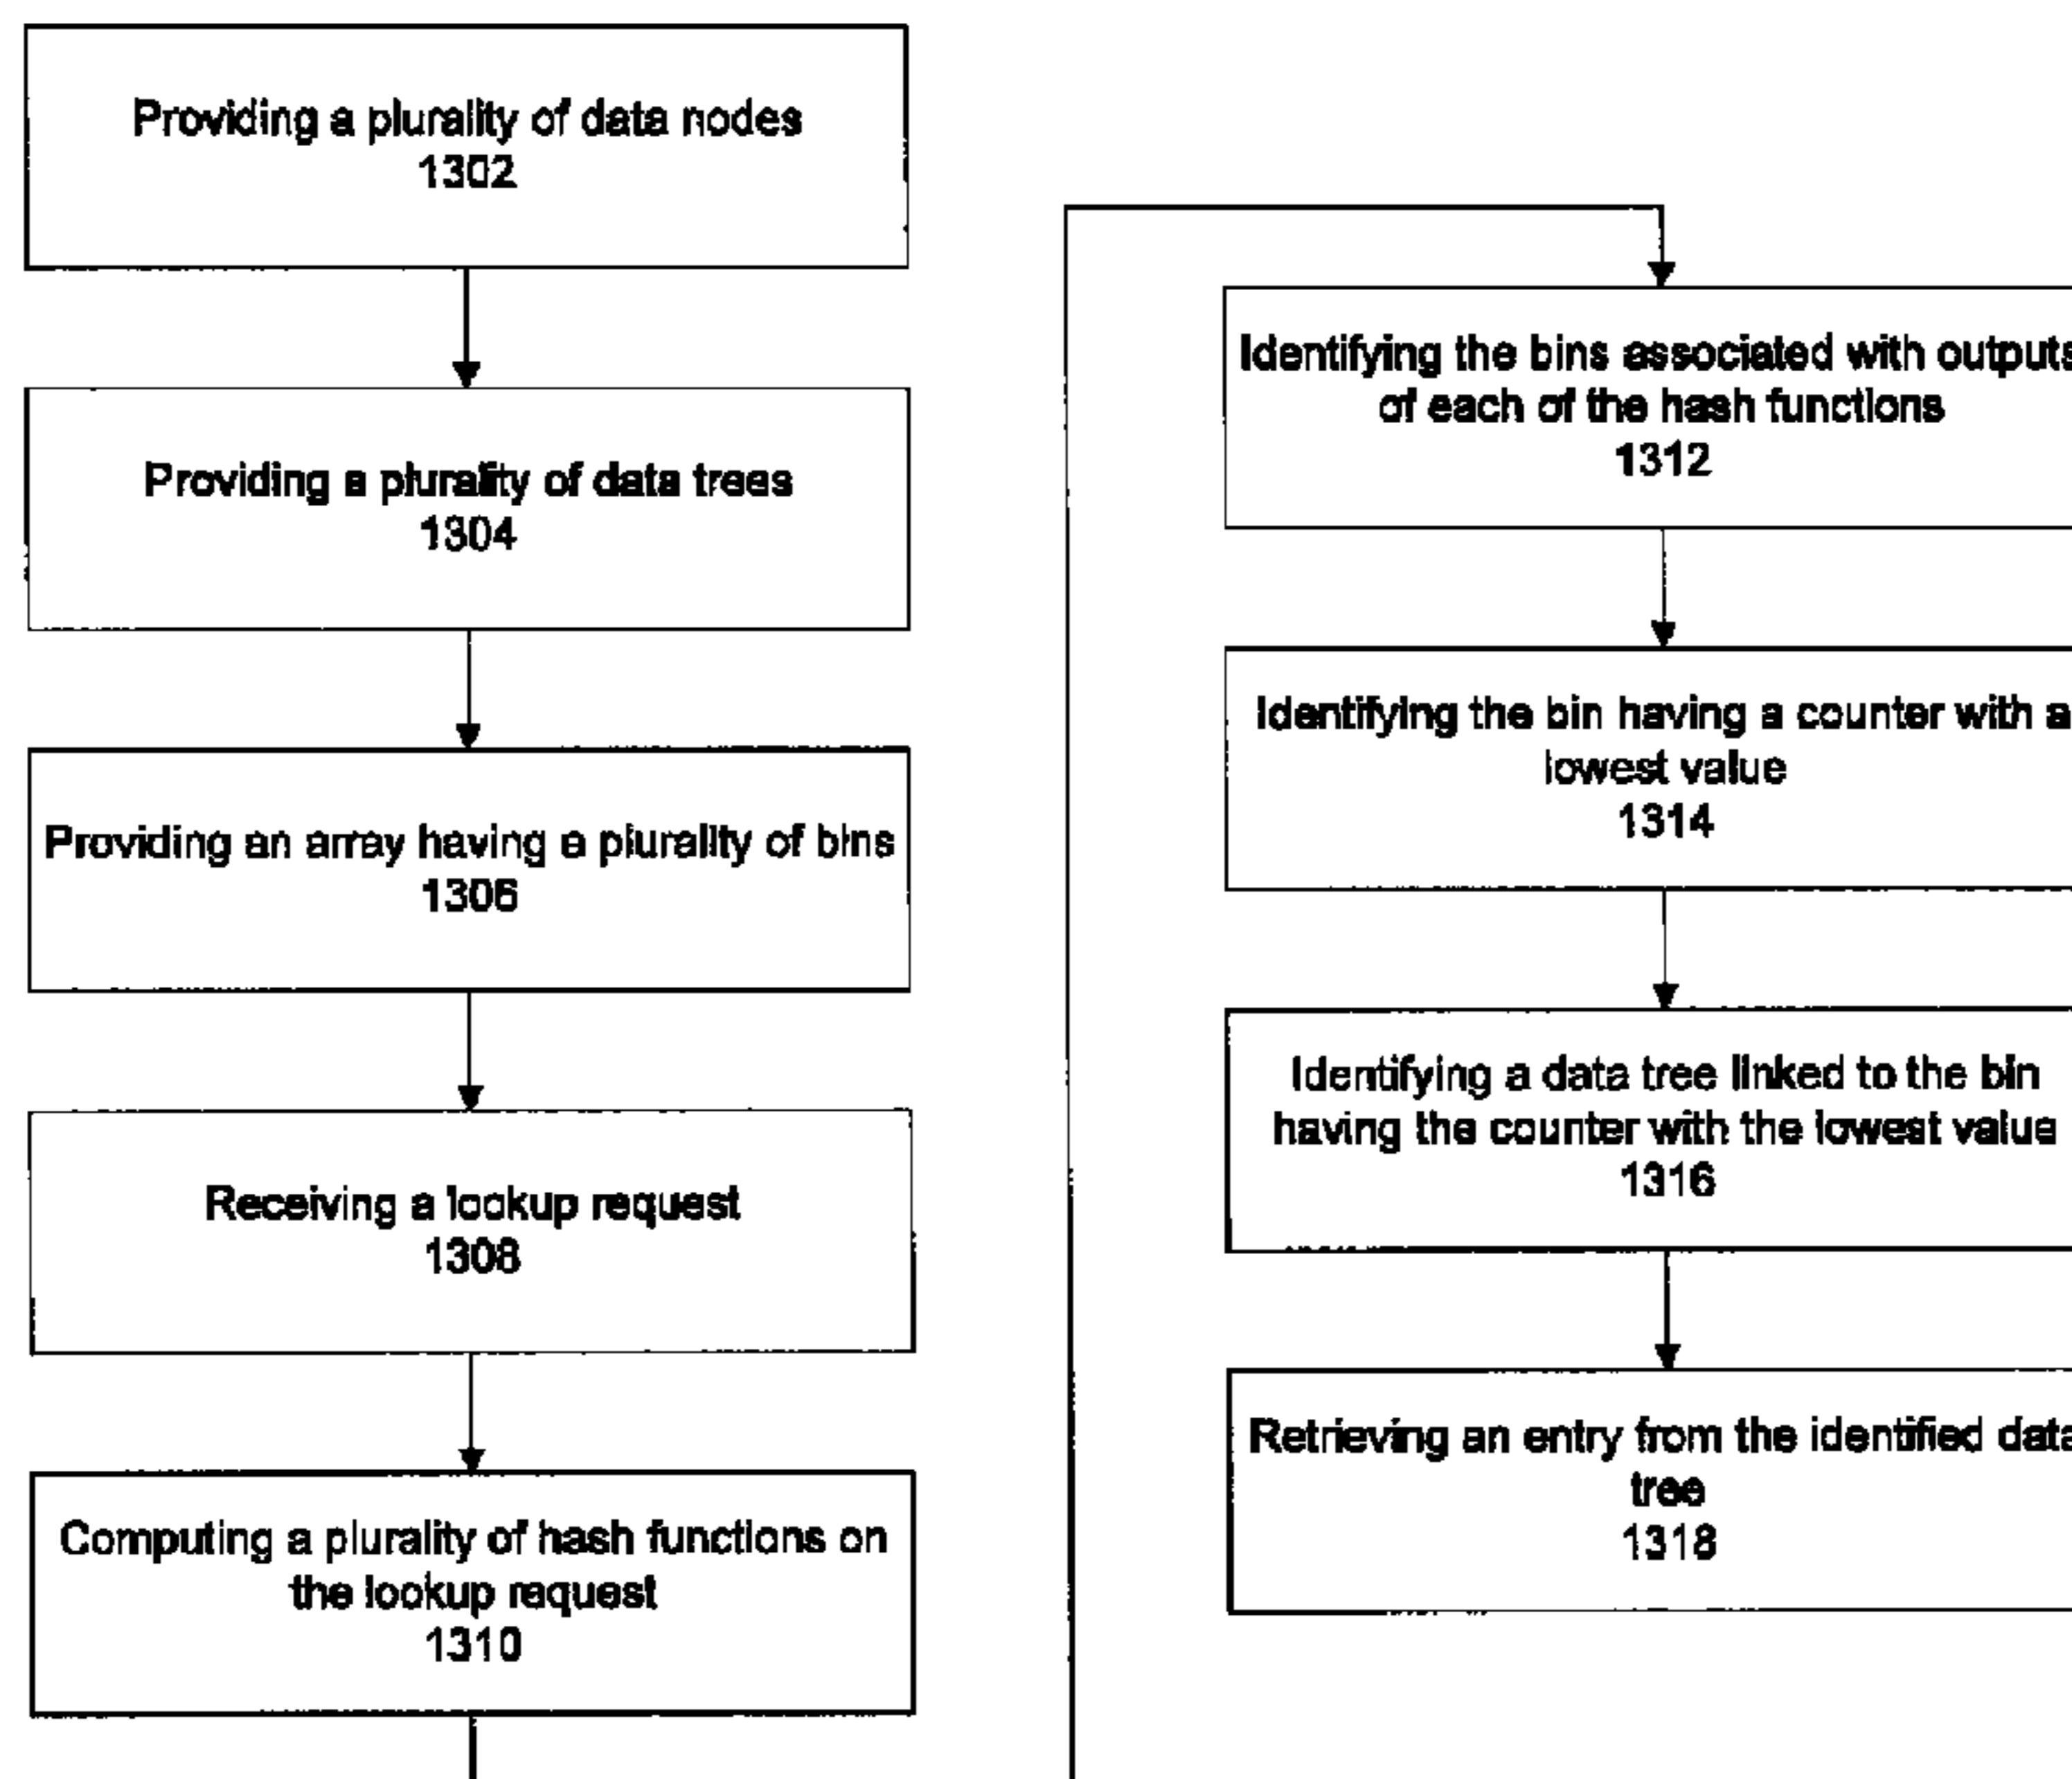 Providing a plurality of data nodes
1302
Providing a plurality of data trees
1304
Providing an array having a plurality of bins
1306
Receiving a lookup request
1308
Computing a plurality of hash functions on
the lookup request
1310
Identifying the bins associated with outputs
of each of the hash functions
1312
Identifying the bin having a counter with a
lowest value
1314
Identifying a data tree linked to the bin
having the counter with the lowest value
1316
Retrieving an entry from the identified data
tree
1318